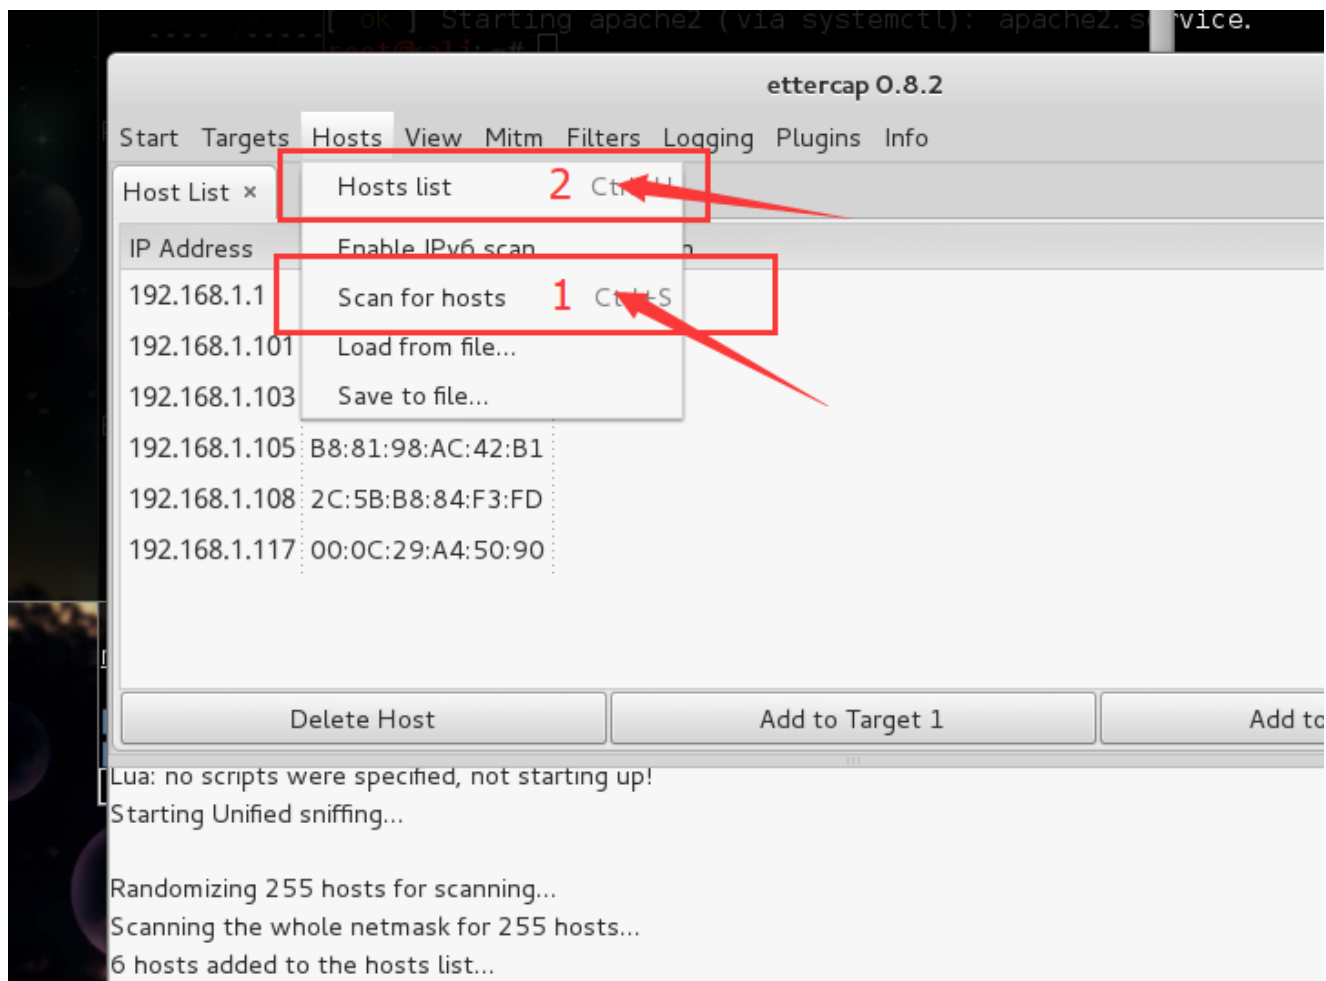 [ ok ] Starting apache2 (via systemctl): apache2.service.
root@kali:~#
ettercap 0.8.2
Start Targets Hosts View Mitm Filters Logging Plugins Info
Host List ×
Hosts list 2
IP Address
Enable IPv6 scan
192.168.1.1
Scan for hosts 1 Ctrl+S
192.168.1.101
Load from file...
192.168.1.103
Save to file...
192.168.1.105 B8:81:98:AC:42:B1
192.168.1.108 2C:5B:B8:84:F3:FD
192.168.1.117 00:0C:29:A4:50:90
Delete Host
Add to Target 1
Add to
Lua: no scripts were specified, not starting up!
Starting Unified sniffing...
Randomizing 255 hosts for scanning...
Scanning the whole netmask for 255 hosts...
6 hosts added to the hosts list...